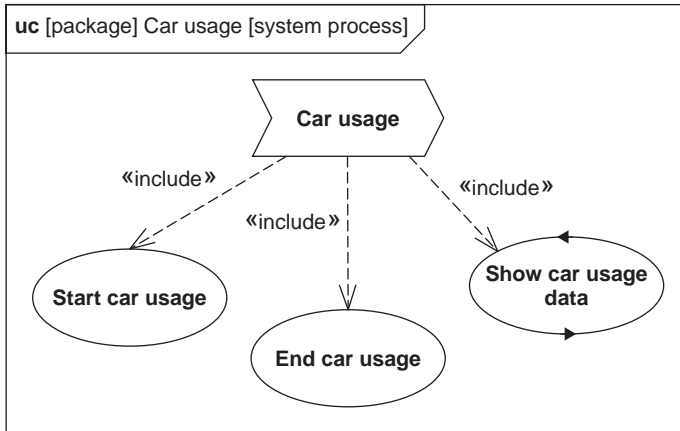 uc [package] Car usage [system process]
Car usage
«include»
«include»
«include»
Start car usage
Show car usage
data
End car usage